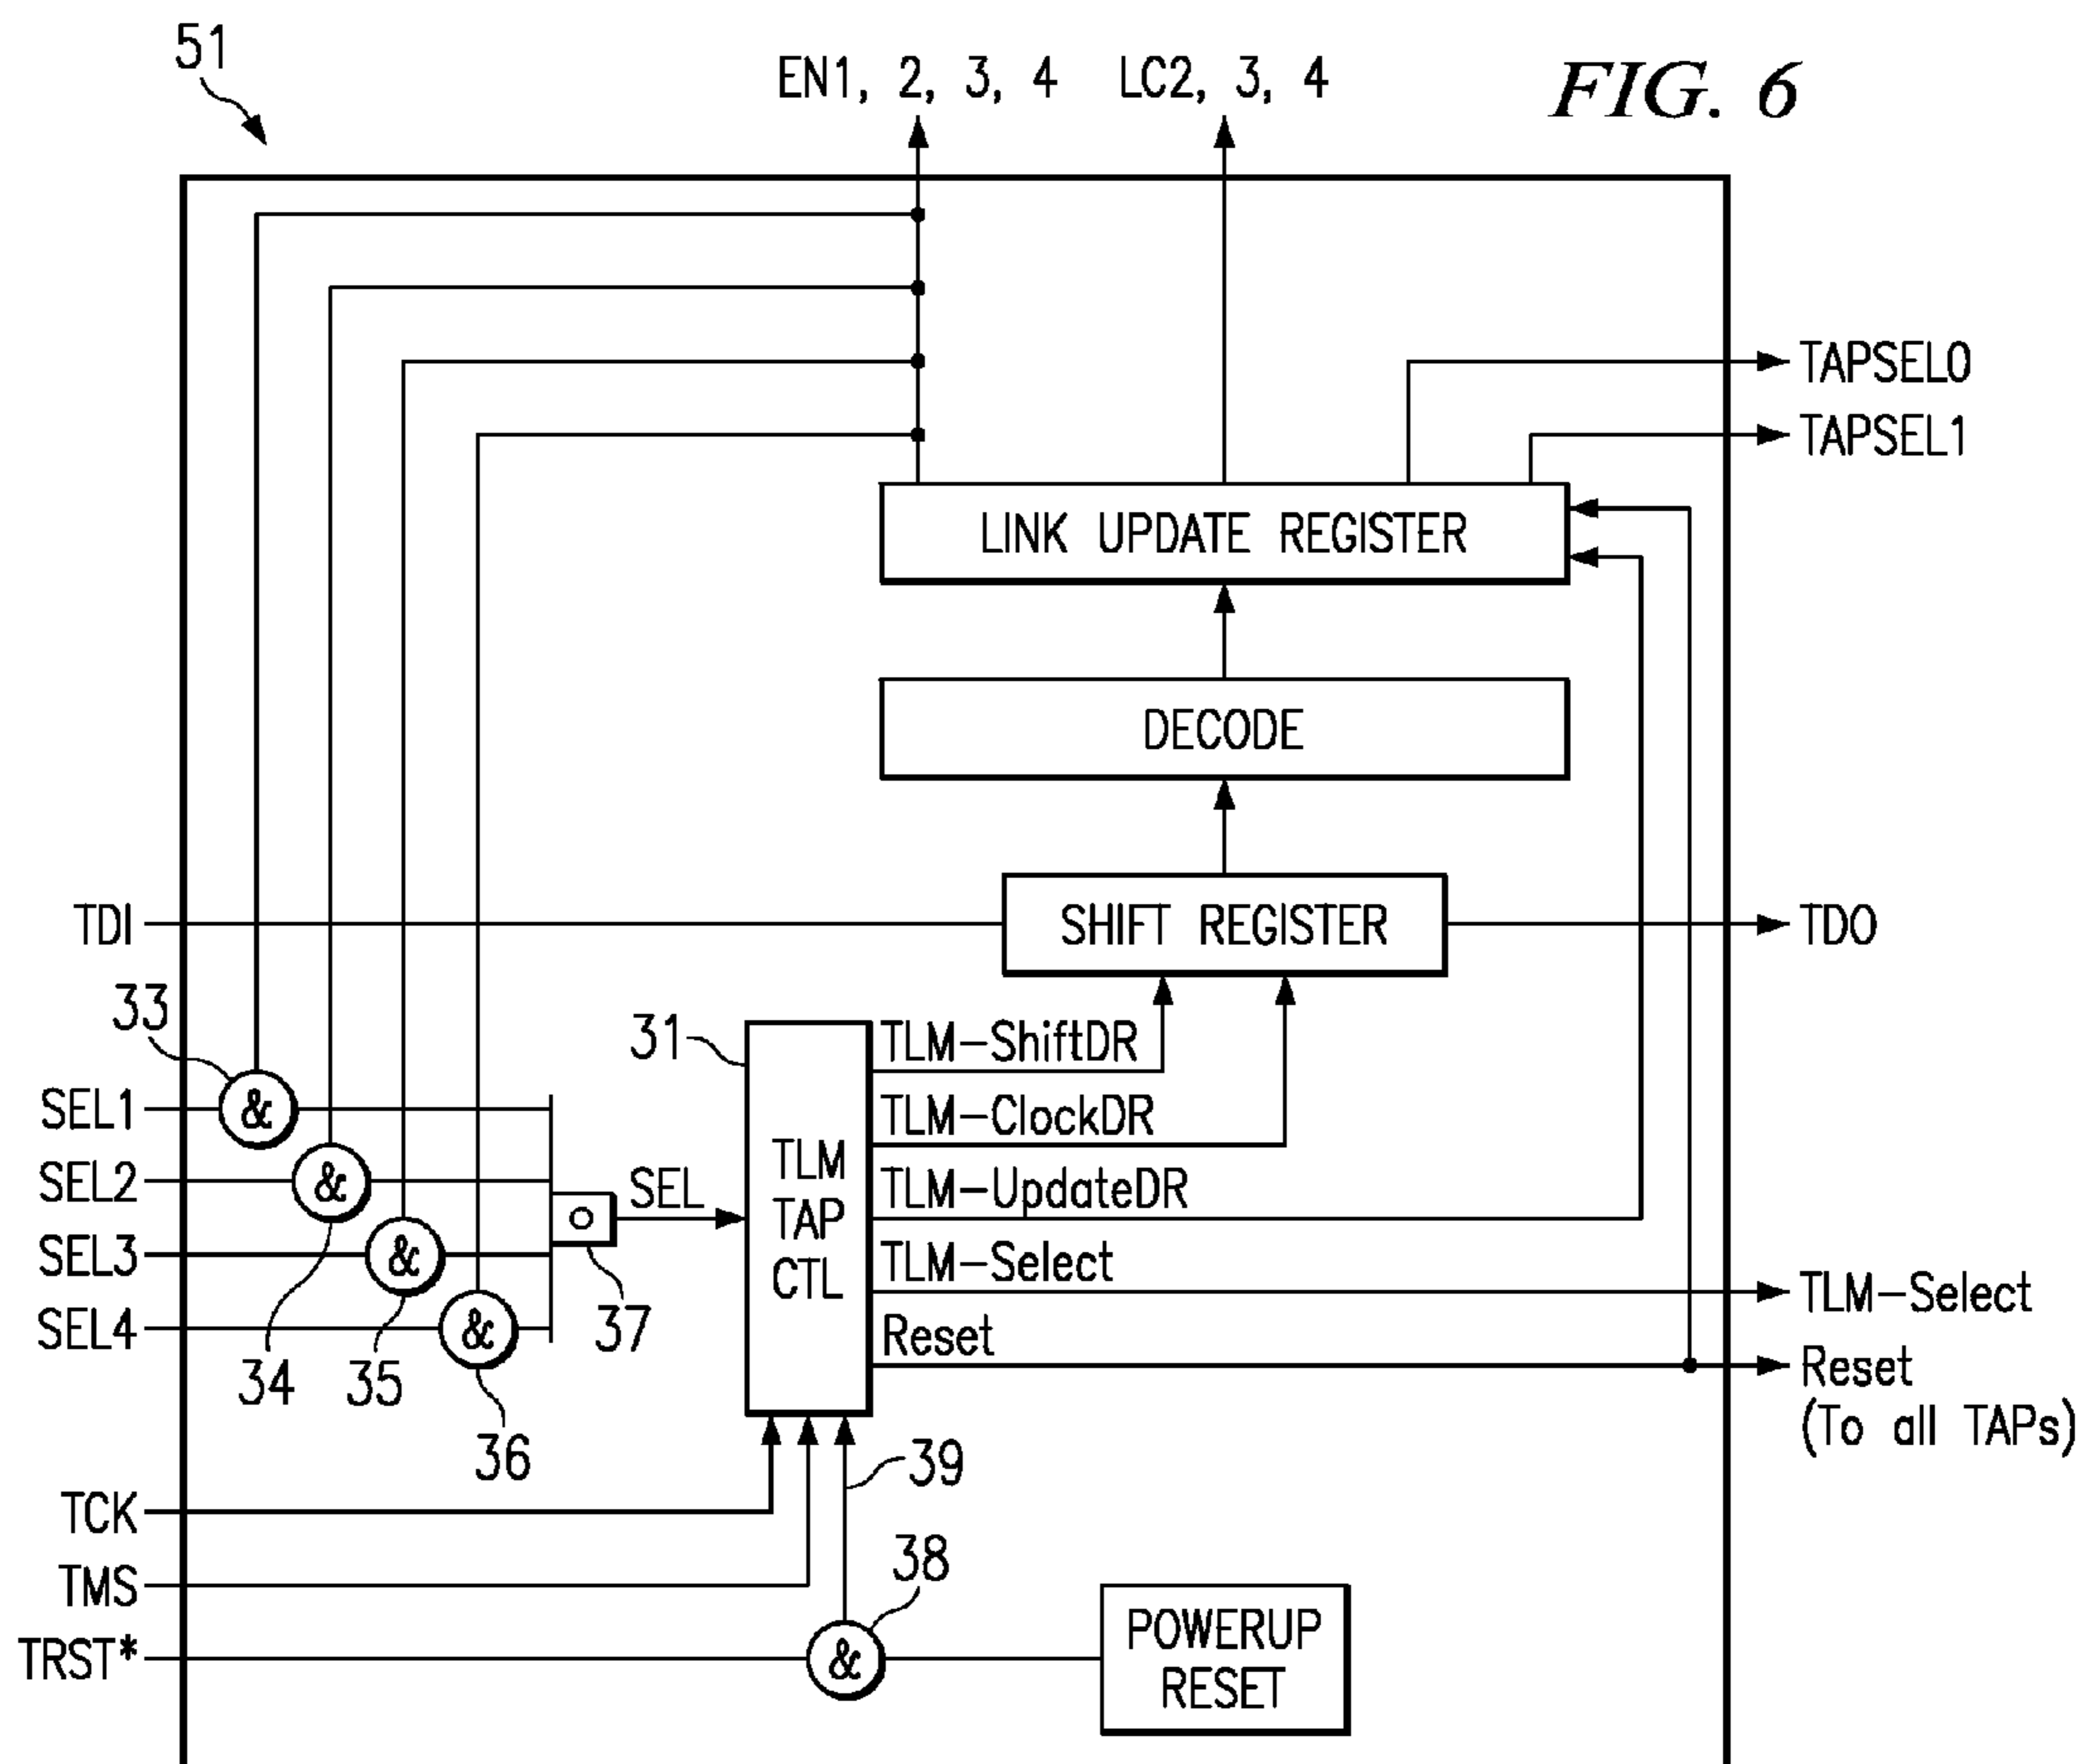 51
EN1, 2, 3, 4
LC2, 3, 4
FIG. 6
TAPSEL0
TAPSEL1
LINK UPDATE REGISTER
DECODE
TDI
SHIFT REGISTER
TDO
33
31
TLM-ShiftDR
SEL1
&
TLM-ClockDR
SEL2
&
SEL
TLM
TAP
CTL
TLM-UpdateDR
SEL3
&
TLM-Select
TLM-Select
SEL4
&
37
Reset
Reset
(To all TAPs)
34
35
36
39
TCK
38
TMS
TRST*
&
POWERUP
RESET